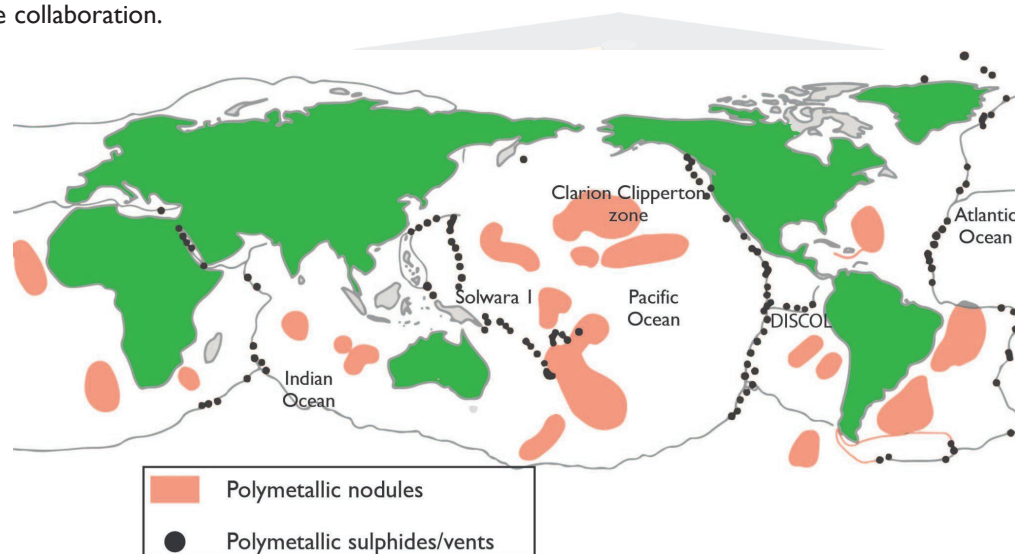 e collaboration.
Clarion Clipperton
zone
Atlantic
Ocean
Solwara 1
Pacific
Ocean
DISCOL
Indian
Ocean
Polymetallic nodules
Polymetallic sulphides/vents